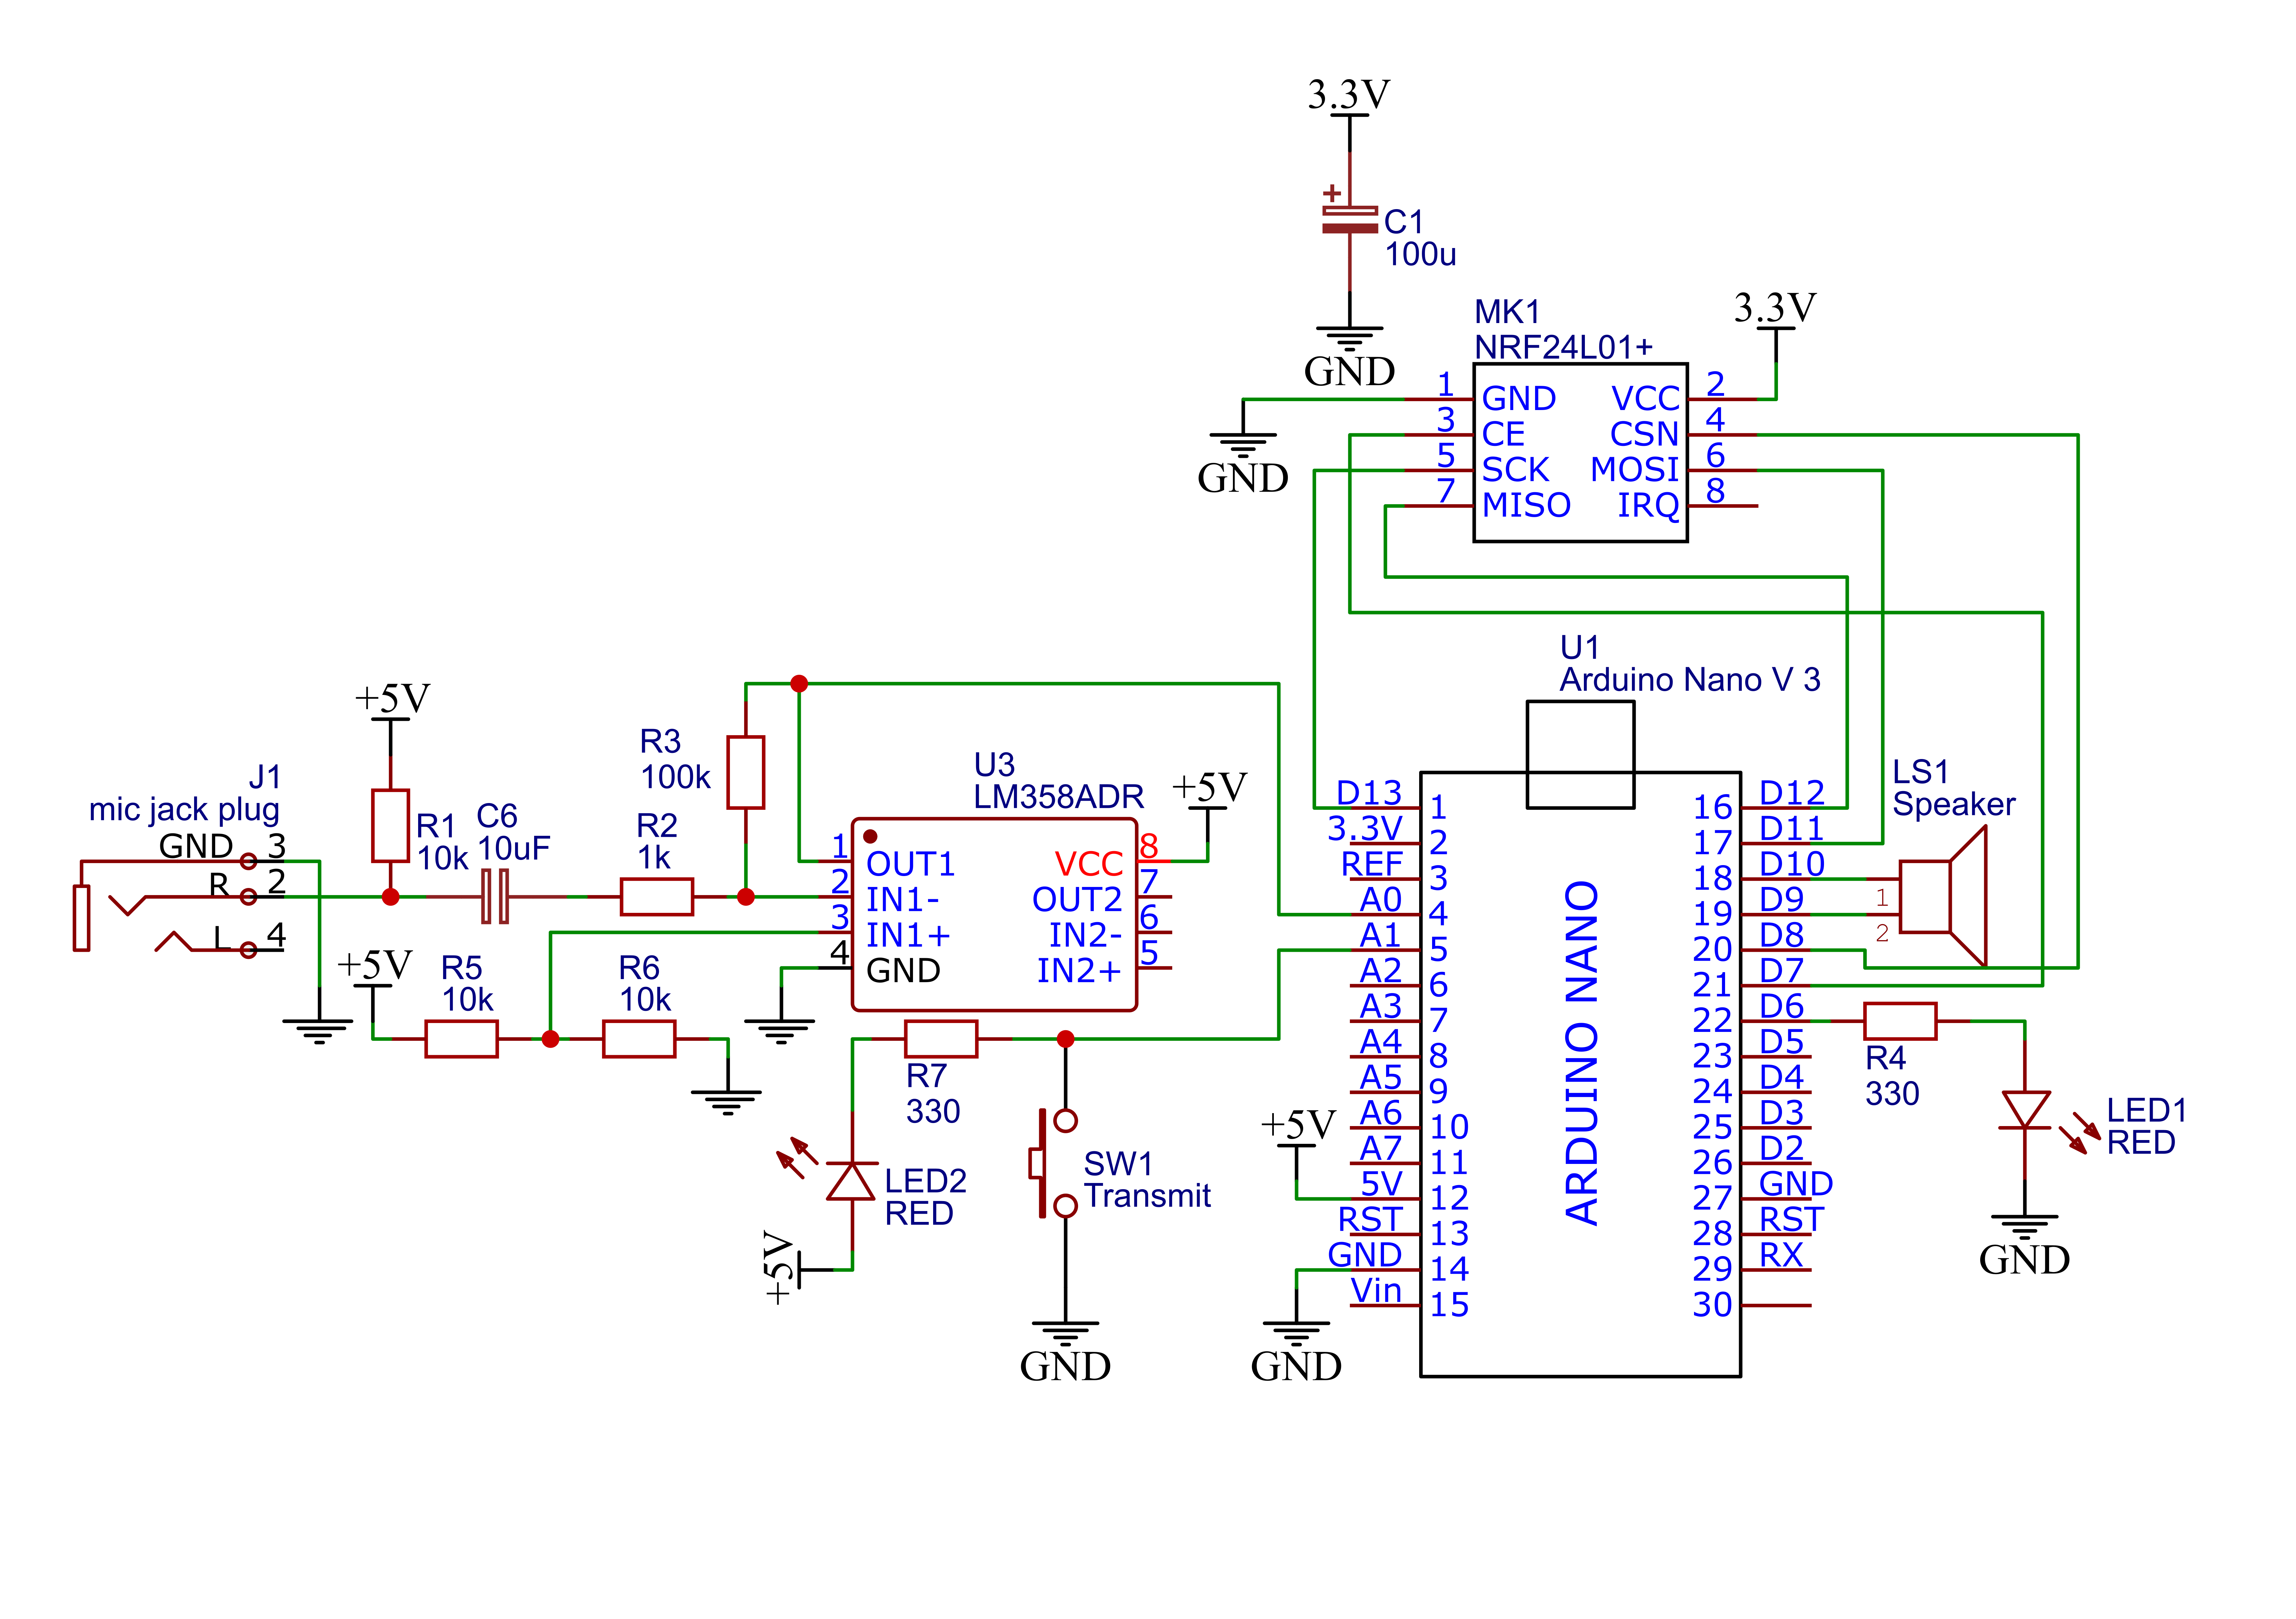 3.3V
+
C1
100u
GND
MK1
NRF24L01+
3.3V
1 GND VCC 2
3 CE CSN 4
5 SCK MOSI 6
7 MISO IRQ 8
GND
U1
Arduino Nano V 3
+5V
R3
100k
J1
mic jack plug
GND 3
R 2
L 4
R1
10k
C6
10uF
R2
1k
U3
LM358ADR
+5V
1 OUT1 VCC 8
2 IN1- OUT2 7
3 IN1+ IN2- 6
4 GND IN2+ 5
+5V
R5
10k
R6
10k
R7
330
LED2
RED
+5V
SW1
Transmit
GND
ARDUINO NANO
D13 1 16 D12
3.3V 2 17 D11
REF 3 18 D10
A0 4 19 D9
A1 5 20 D8
A2 6 21 D7
A3 7 22 D6
A4 8 23 D5
A5 9 24 D4
A6 10 25 D3
A7 11 26 D2
5V 12 27 GND
RST 13 28 RST
GND 14 29 RX
Vin 15 30
+5V
GND
LS1
Speaker
1
2
R4
330
LED1
RED
GND